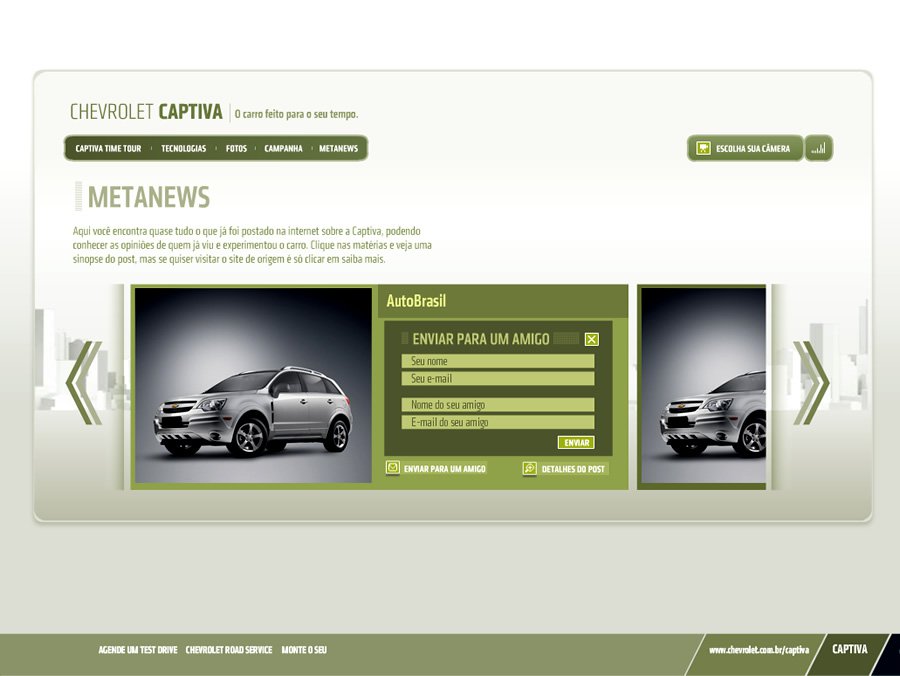 CHEVROLET CAPTIVA O carro feito para o seu tempo.
CAPTIVA TIME TOUR TECNOLOGIAS FOTOS CAMPANHA METANEWS
ESCOLHA SUA CÂMERA
METANEWS
Aqui você encontra quase tudo o que já foi postado na internet sobre a Captiva, podendo
conhecer as opiniões de quem já viu e experimentou o carro. Clique nas matérias e veja uma
sinopse do post, mas se quiser visitar o site de origem é só clicar em saiba mais.
AutoBrasil
ENVIAR PARA UM AMIGO
Seu nome
Seu e-mail
Nome do seu amigo
E-mail do seu amigo
ENVIAR
ENVIAR PARA UM AMIGO DETALHES DO POST
AGENDE UM TEST DRIVE CHEVROLET ROAD SERVICE MONTE O SEU
www.chevrolet.com.br/captiva CAPTIVA